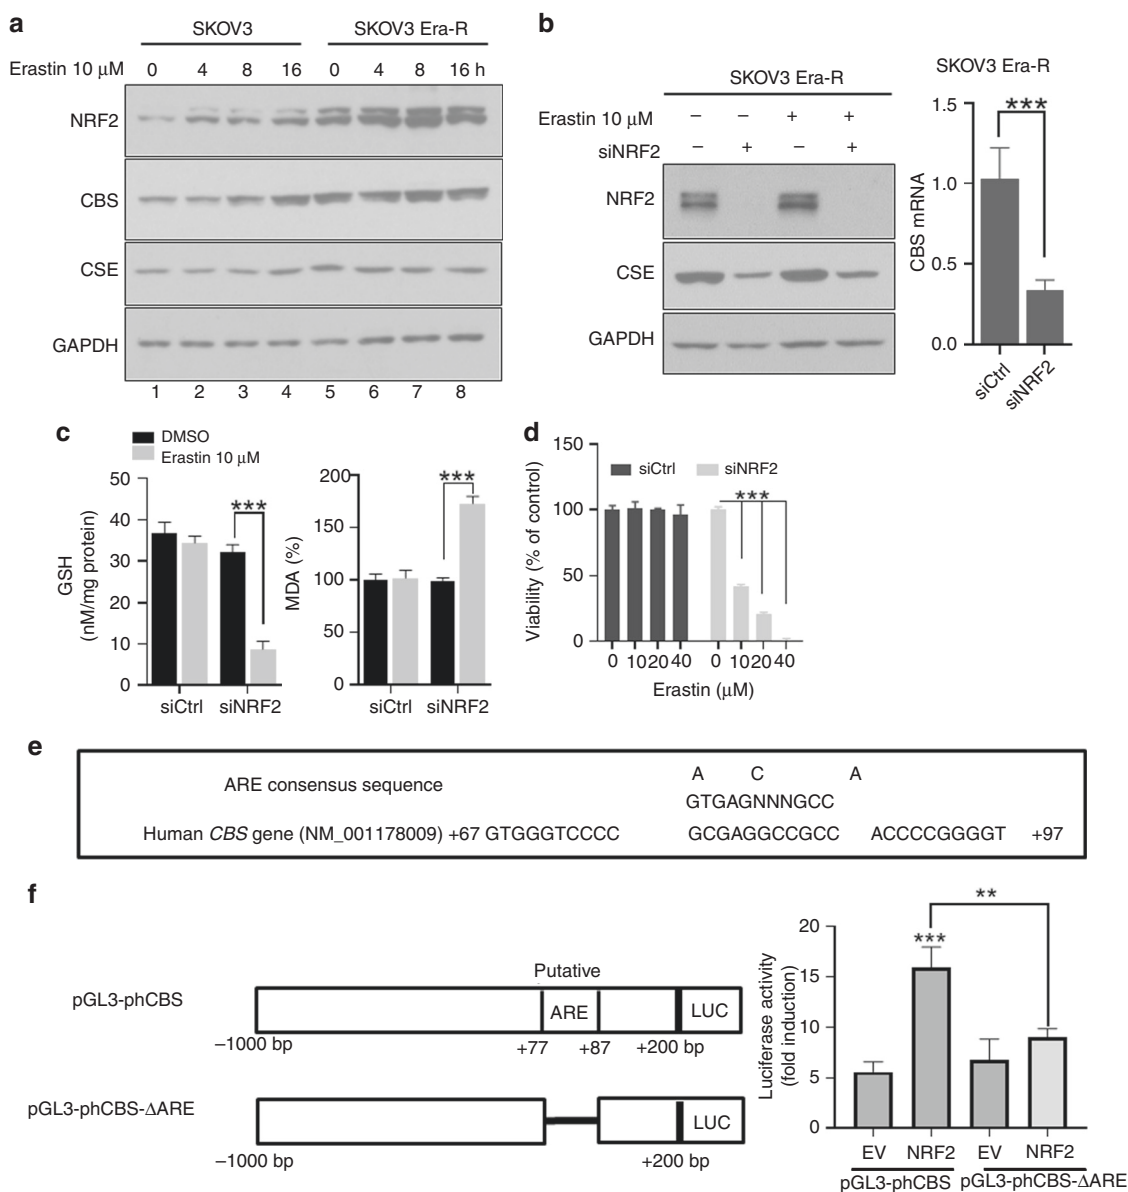 a
SKOV3 SKOV3 Era-R
Erastin 10 μM 0 4 8 16 0 4 8 16 h
NRF2
CBS
CSE
GAPDH
1 2 3 4 5 6 7 8
b
SKOV3 Era-R
Erastin 10 μM – – + +
siNRF2 – + – +
NRF2
CSE
GAPDH
SKOV3 Era-R
CBS mRNA
1.5
1.0
0.5
0.0
***
siCtrl siNRF2
c
DMSO
Erastin 10 μM
GSH
(nM/mg protein)
50
40
30
20
10
0
***
siCtrl siNRF2
MDA (%)
200
150
100
50
0
***
siCtrl siNRF2
d
Viability (% of control)
150
100
50
0
siCtrl siNRF2
***
0 10 20 40 0 10 20 40
Erastin (μM)
e
A C A
ARE consensus sequence GTGAGNNNGCC
Human CBS gene (NM_001178009) +67 GTGGGTCCCC GCGAGGCCGCC ACCCCGGGGT +97
f
Putative
pGL3-phCBS ARE LUC
–1000 bp +77 +87 +200 bp
pGL3-phCBS-ΔARE LUC
–1000 bp +200 bp
Luciferase activity
(fold induction)
20
15
10
5
0
**
***
EV NRF2 EV NRF2
pGL3-phCBS pGL3-phCBS-ΔARE